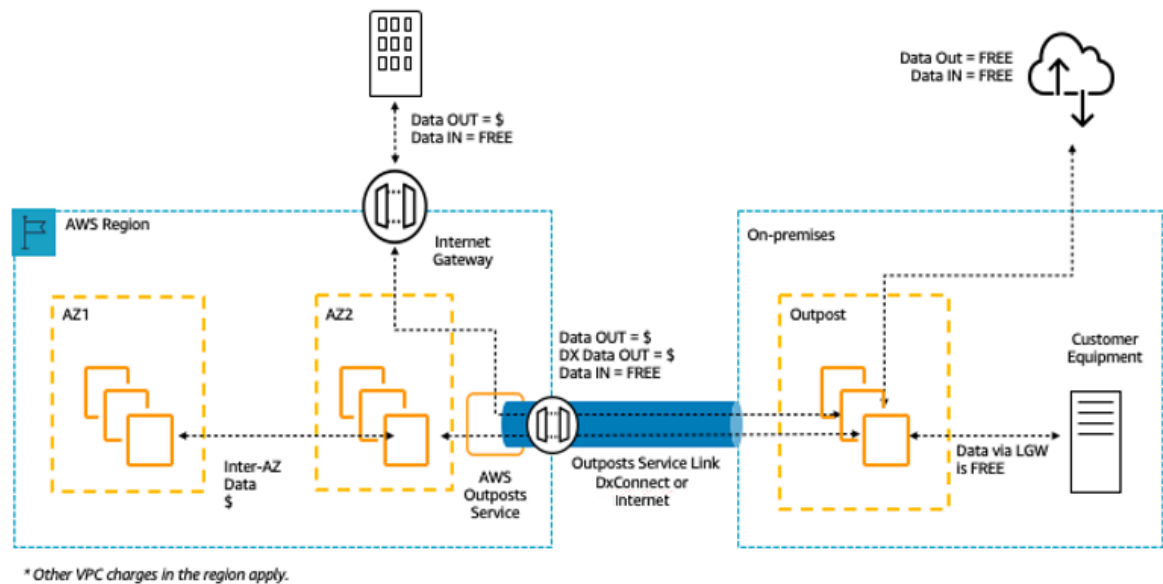 Data OUT = $
Data IN = FREE
Data Out = FREE
Data IN = FREE
AWS Region
Internet
Gateway
On-premises
AZ1
AZ2
Outpost
Data OUT = $
DX Data OUT = $
Data IN = FREE
Customer
Equipment
Inter-AZ
Data
$
AWS
Outposts
Service
Outposts Service Link
DxConnect or
Internet
Data via LGW
is FREE
* Other VPC charges in the region apply.